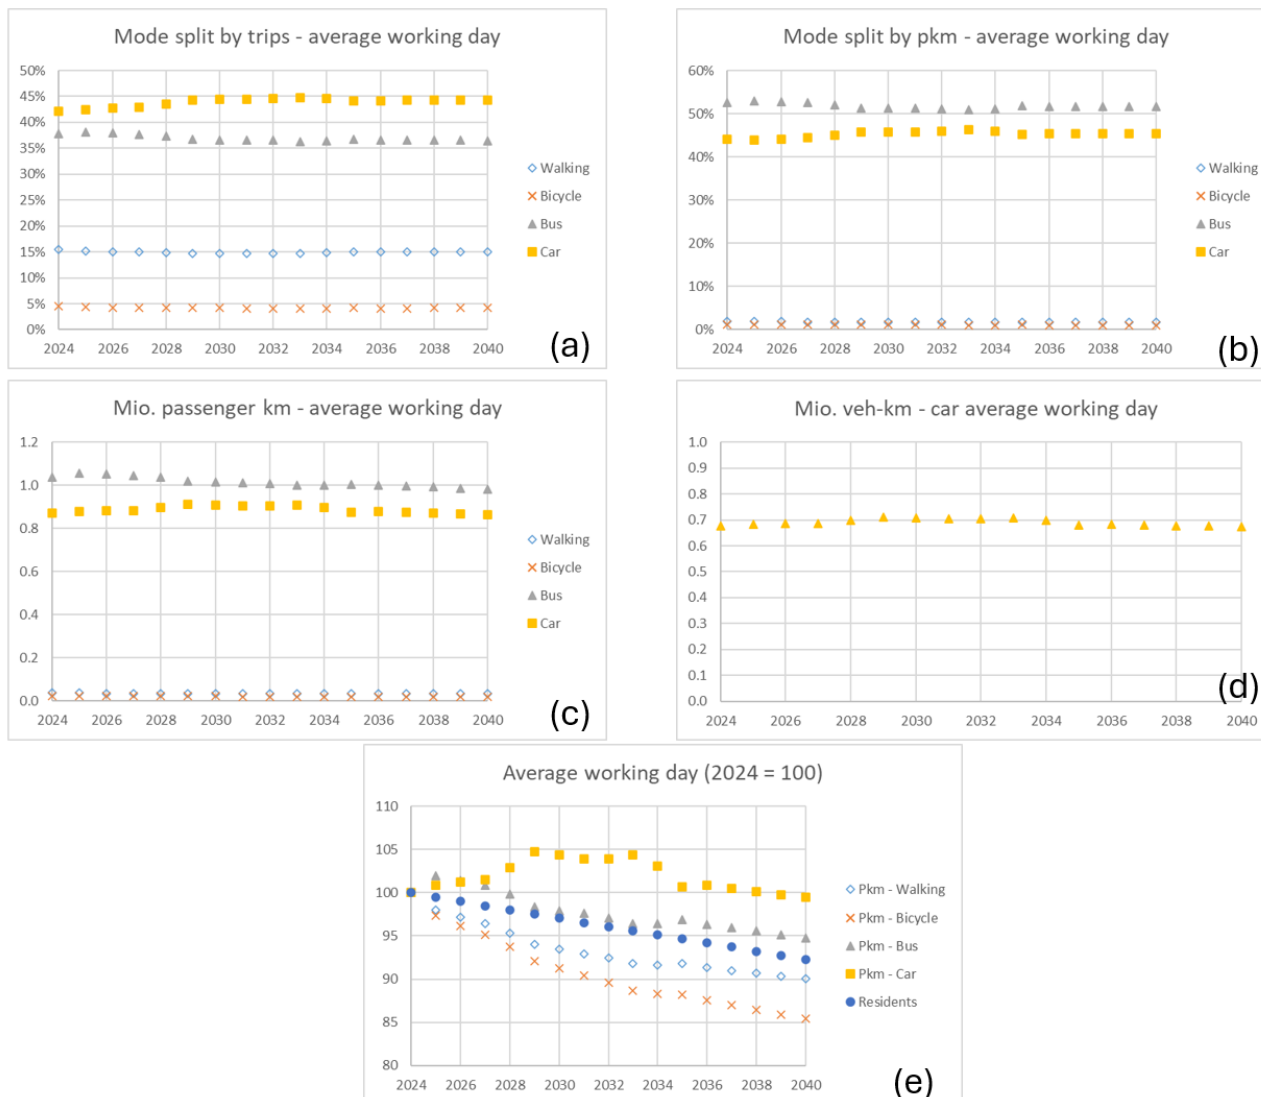 Mode split by trips - average working day
50%
45%
40%
35%
30%
25%
20%
15%
10%
5%
0%
2024 2026 2028 2030 2032 2034 2036 2038 2040
Walking
Bicycle
Bus
Car
(a)
Mode split by pkm - average working day
60%
50%
40%
30%
20%
10%
0%
2024 2026 2028 2030 2032 2034 2036 2038 2040
Walking
Bicycle
Bus
Car
(b)
Mio. passenger km - average working day
1.2
1.0
0.8
0.6
0.4
0.2
0.0
2024 2026 2028 2030 2032 2034 2036 2038 2040
Walking
Bicycle
Bus
Car
(c)
Mio. veh-km - car average working day
1.0
0.9
0.8
0.7
0.6
0.5
0.4
0.3
0.2
0.1
0.0
2024 2026 2028 2030 2032 2034 2036 2038 2040
(d)
Average working day (2024 = 100)
110
105
100
95
90
85
80
2024 2026 2028 2030 2032 2034 2036 2038 2040
Pkm - Walking
Pkm - Bicycle
Pkm - Bus
Pkm - Car
Residents
(e)